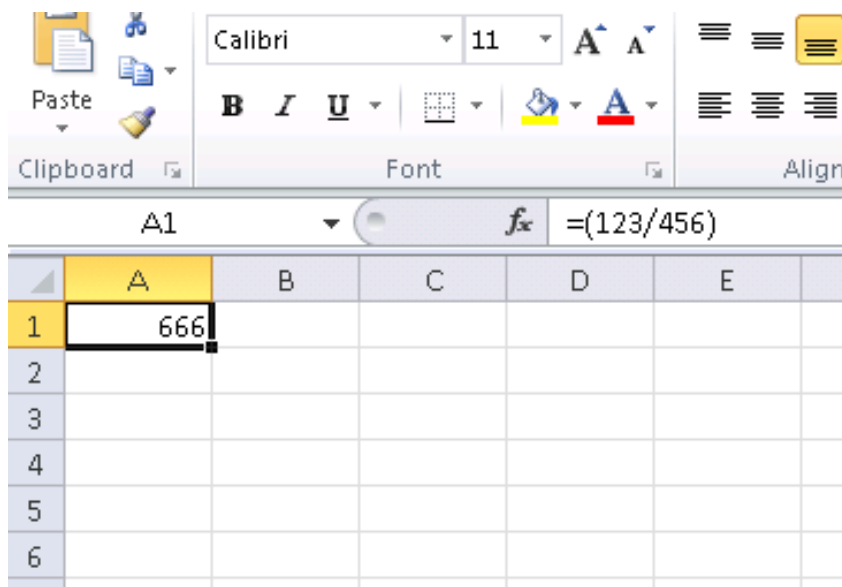 Calibri 11 A A
Paste B I U A
Clipboard Font Align
A1 fx =(123/456)
A B C D E
1 666
2
3
4
5
6